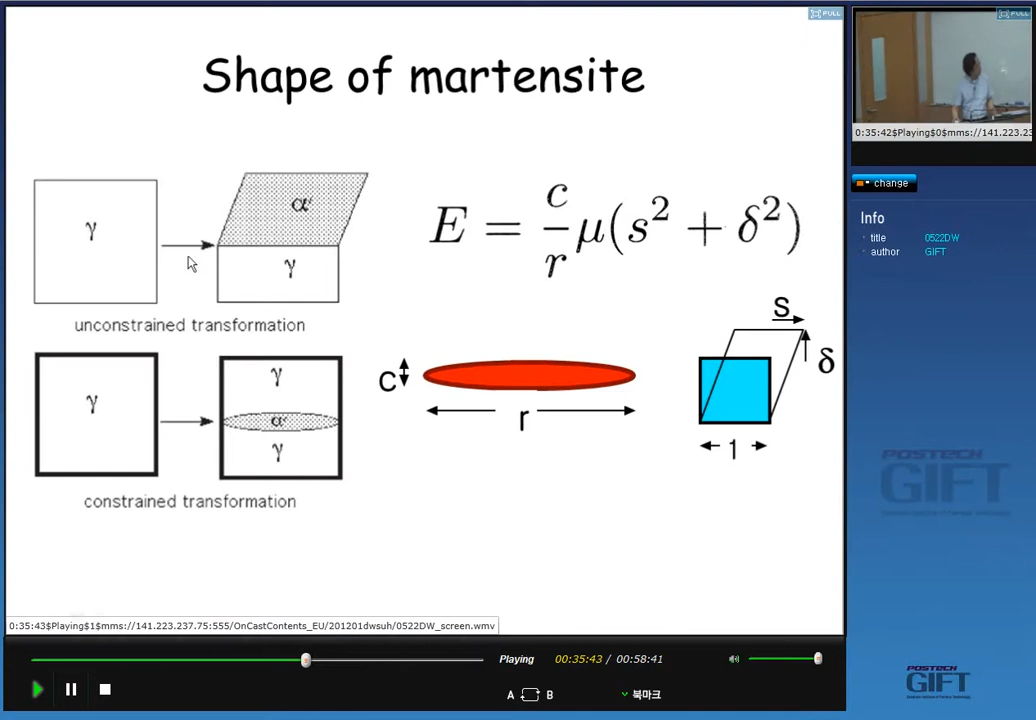 FULL
Shape of martensite
γ
α'
γ
unconstrained transformation
E = c/r μ(s² + δ²)
γ
γ
α'
γ
constrained transformation
c
r
S
δ
1
0:35:43$Playing$1$mms://141.223.237.75:555/OnCastContents_EU/201201dwsuh/0522DW_screen.wmv
Playing
00:35:43 / 00:58:41
A
B
북마크
FULL
0:35:42$Playing$0$mms://141.223.23
change
Info
title
0522DW
author
GIFT
POSTECH
GIFT
POSTECH
GIFT